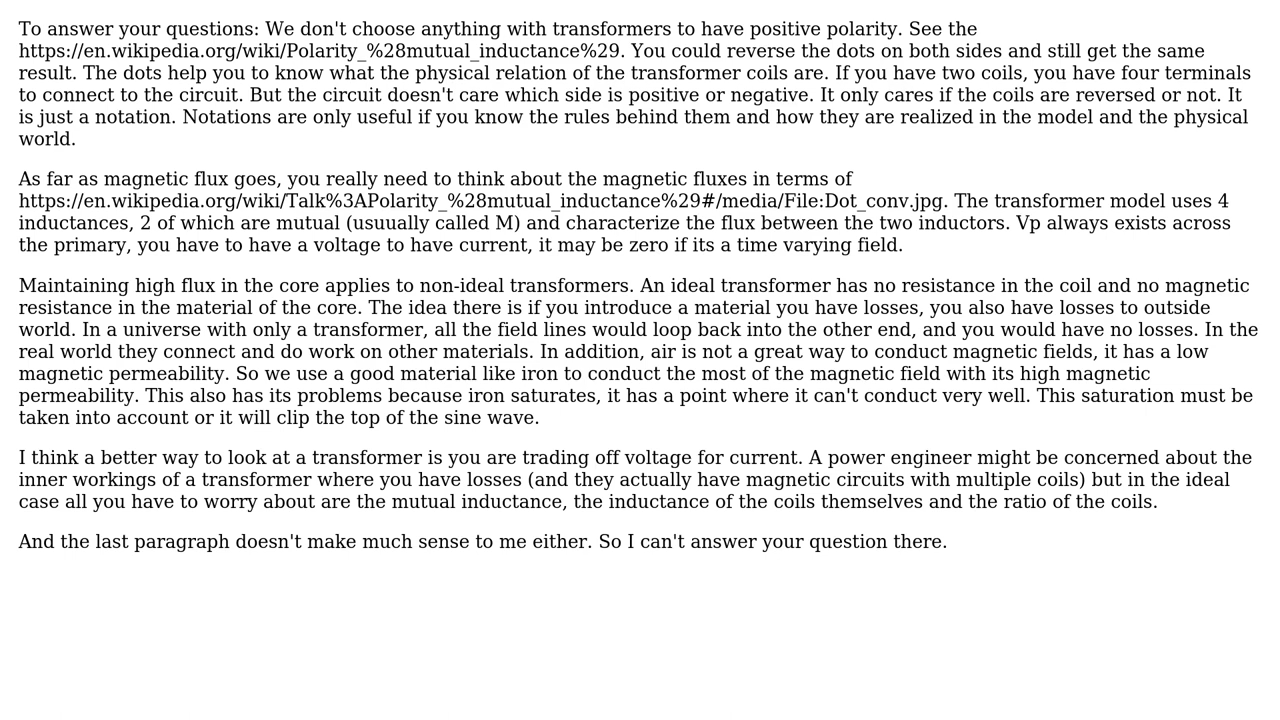 To answer your questions: We don't choose anything with transformers to have positive polarity. See the
https://en.wikipedia.org/wiki/Polarity_%28mutual_inductance%29. You could reverse the dots on both sides and still get the same
result. The dots help you to know what the physical relation of the transformer coils are. If you have two coils, you have four terminals
to connect to the circuit. But the circuit doesn't care which side is positive or negative. It only cares if the coils are reversed or not. It
is just a notation. Notations are only useful if you know the rules behind them and how they are realized in the model and the physical
world.
As far as magnetic flux goes, you really need to think about the magnetic fluxes in terms of
https://en.wikipedia.org/wiki/Talk%3APolarity_%28mutual_inductance%29#/media/File:Dot_conv.jpg. The transformer model uses 4
inductances, 2 of which are mutual (usuually called M) and characterize the flux between the two inductors. Vp always exists across
the primary, you have to have a voltage to have current, it may be zero if its a time varying field.
Maintaining high flux in the core applies to non-ideal transformers. An ideal transformer has no resistance in the coil and no magnetic
resistance in the material of the core. The idea there is if you introduce a material you have losses, you also have losses to outside
world. In a universe with only a transformer, all the field lines would loop back into the other end, and you would have no losses. In the
real world they connect and do work on other materials. In addition, air is not a great way to conduct magnetic fields, it has a low
magnetic permeability. So we use a good material like iron to conduct the most of the magnetic field with its high magnetic
permeability. This also has its problems because iron saturates, it has a point where it can't conduct very well. This saturation must be
taken into account or it will clip the top of the sine wave.
I think a better way to look at a transformer is you are trading off voltage for current. A power engineer might be concerned about the
inner workings of a transformer where you have losses (and they actually have magnetic circuits with multiple coils) but in the ideal
case all you have to worry about are the mutual inductance, the inductance of the coils themselves and the ratio of the coils.
And the last paragraph doesn't make much sense to me either. So I can't answer your question there.